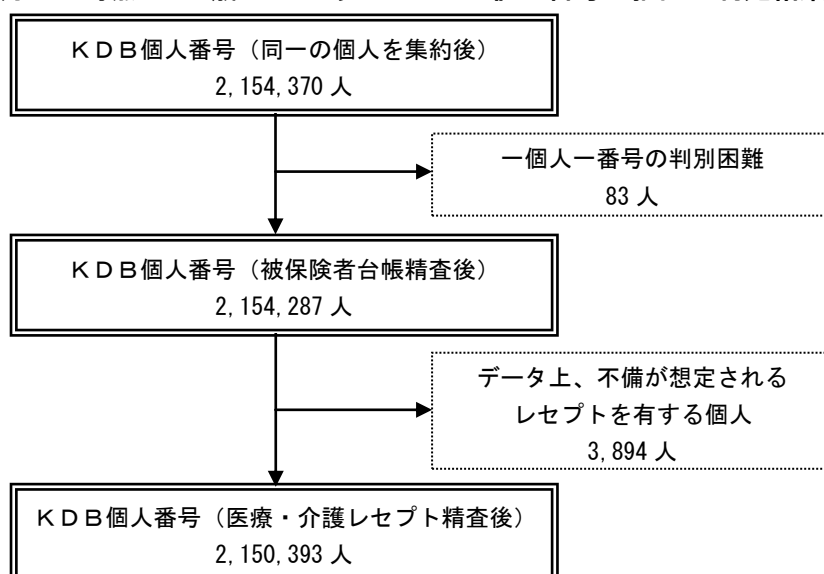 KDB個人番号(同一の個人を集約後)
2,154,370 人
一個人一番号の判別困難
83 人
KDB個人番号(被保険者台帳精査後)
2,154,287 人
データ上、不備が想定される
レセプトを有する個人
3,894 人
KDB個人番号(医療・介護レセプト精査後)
2,150,393 人